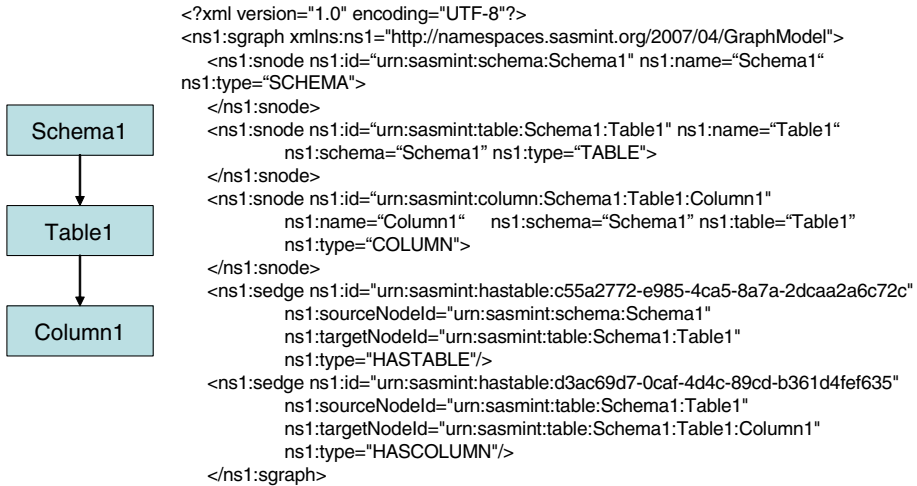 Schema1
Table1
Column1
<?xml version="1.0" encoding="UTF-8"?>
<ns1:sgraph xmlns:ns1="http://namespaces.sasmint.org/2007/04/GraphModel">
<ns1:snode ns1:id="urn:sasmint:schema:Schema1" ns1:name=“Schema1“
ns1:type=“SCHEMA">
</ns1:snode>
<ns1:snode ns1:id="urn:sasmint:table:Schema1:Table1" ns1:name=“Table1“
ns1:schema=“Schema1” ns1:type=“TABLE">
</ns1:snode>
<ns1:snode ns1:id="urn:sasmint:column:Schema1:Table1:Column1"
ns1:name=“Column1“ ns1:schema=“Schema1” ns1:table=“Table1”
ns1:type=“COLUMN">
</ns1:snode>
<ns1:sedge ns1:id="urn:sasmint:hastable:c55a2772-e985-4ca5-8a7a-2dcaa2a6c72c"
ns1:sourceNodeId="urn:sasmint:schema:Schema1"
ns1:targetNodeId="urn:sasmint:table:Schema1:Table1"
ns1:type="HASTABLE"/>
<ns1:sedge ns1:id="urn:sasmint:hastable:d3ac69d7-0caf-4d4c-89cd-b361d4fef635"
ns1:sourceNodeId="urn:sasmint:table:Schema1:Table1"
ns1:targetNodeId="urn:sasmint:table:Schema1:Table1:Column1"
ns1:type="HASCOLUMN"/>
</ns1:sgraph>